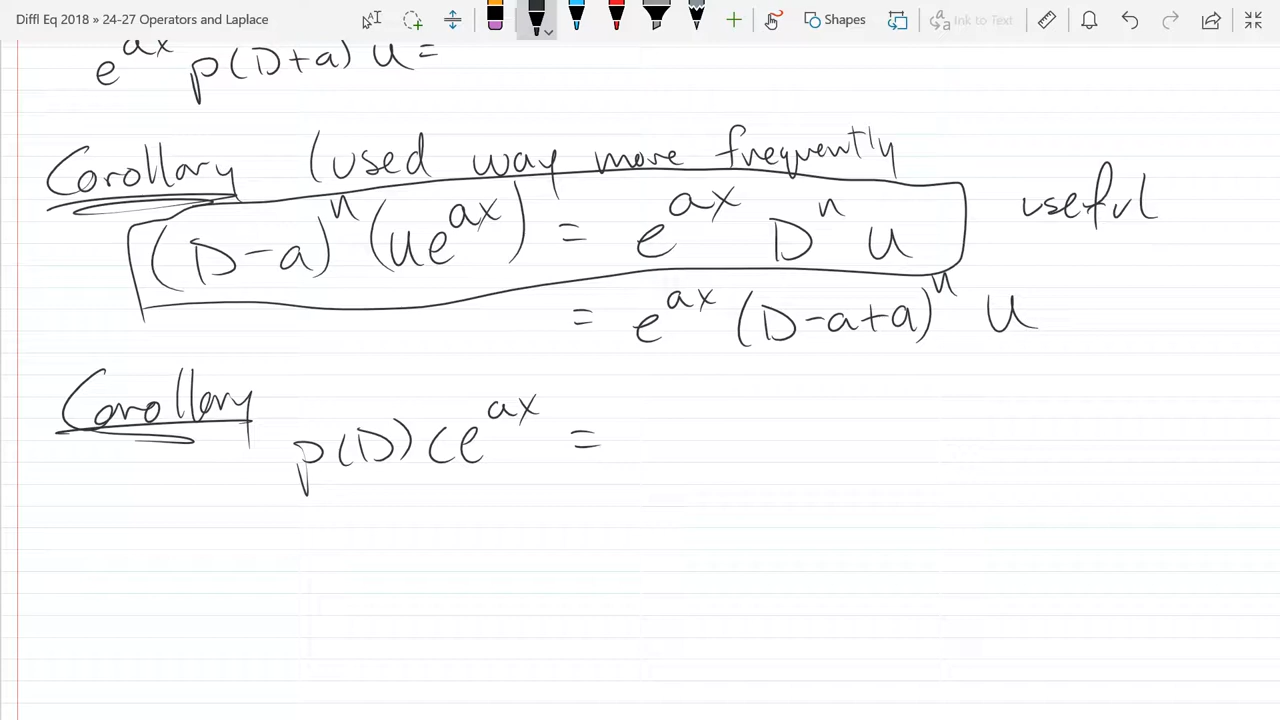 Diffl Eq 2018 » 24-27 Operators and Laplace
Shapes
Ink to Text
e^{ax} p(D+a) u =
Corollary (used way more frequently
(D-a)^n (ue^{ax}) = e^{ax} D^n u useful
= e^{ax} (D-a+a)^n u
Corollary
p(D) ce^{ax} =